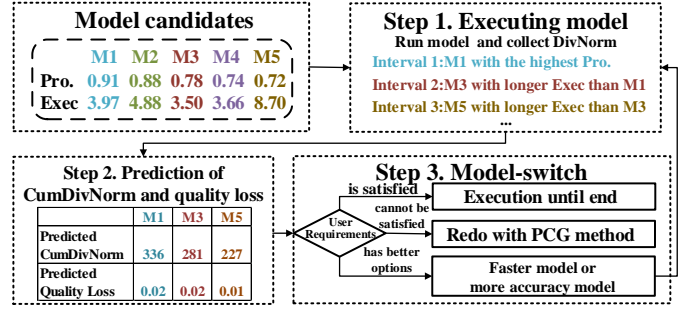 Model candidates
M1 M2 M3 M4 M5
Pro. 0.91 0.88 0.78 0.74 0.72
Exec 3.97 4.88 3.50 3.66 8.70
Step 1. Executing model
Run model and collect DivNorm
Interval 1:M1 with the highest Pro.
Interval 2:M3 with longer Exec than M1
Interval 3:M5 with longer Exec than M3
...
Step 2. Prediction of
CumDivNorm and quality loss
M1 M3 M5
Predicted
CumDivNorm 336 281 227
Predicted
Quality Loss 0.02 0.02 0.01
Step 3. Model-switch
User
Requirements
is satisfied
Execution until end
cannot be
satisfied
Redo with PCG method
has better
options
Faster model or
more accuracy model